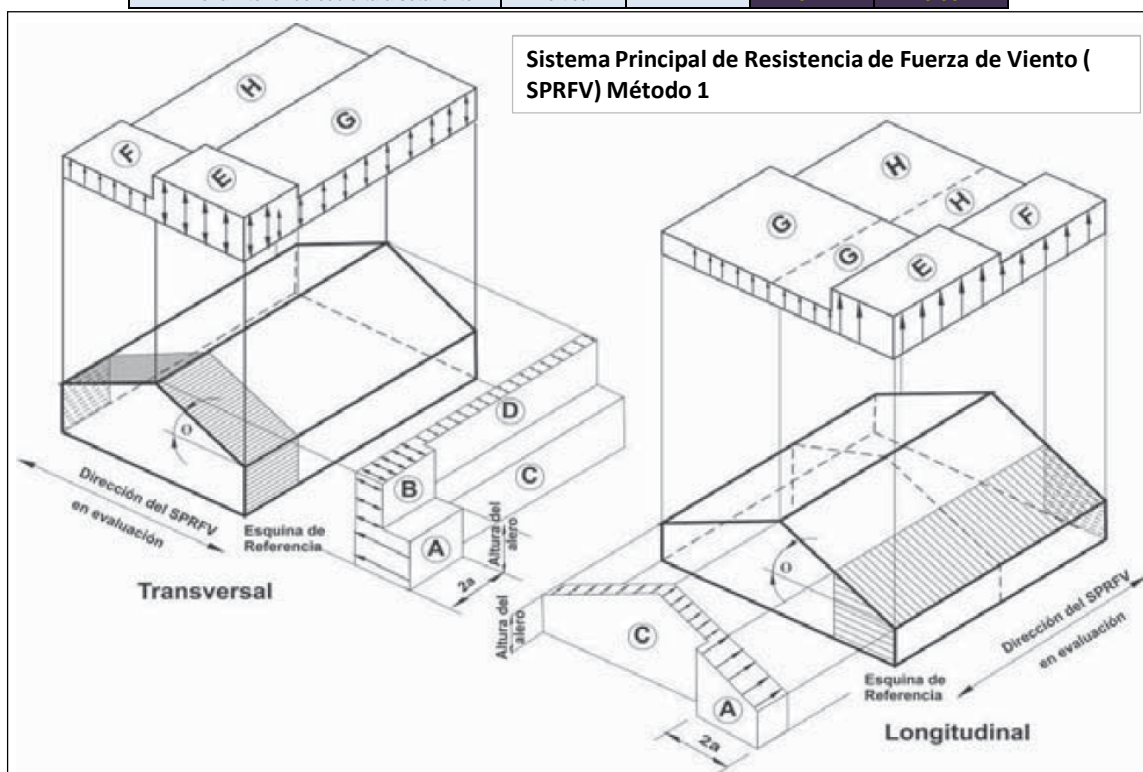 Sistema Principal de Resistencia de Fuerza de Viento (
SPRFV) Método 1
H
G
F
E
H
H
G
G
F
E
D
B
C
A
θ
Dirección del SPRFV
en evaluación
Esquina de
Referencia
Altura del
alero
2a
Transversal
Altura del
alero
C
A
2a
θ
Esquina de
Referencia
Dirección del SPRFV
en evaluación
Longitudinal